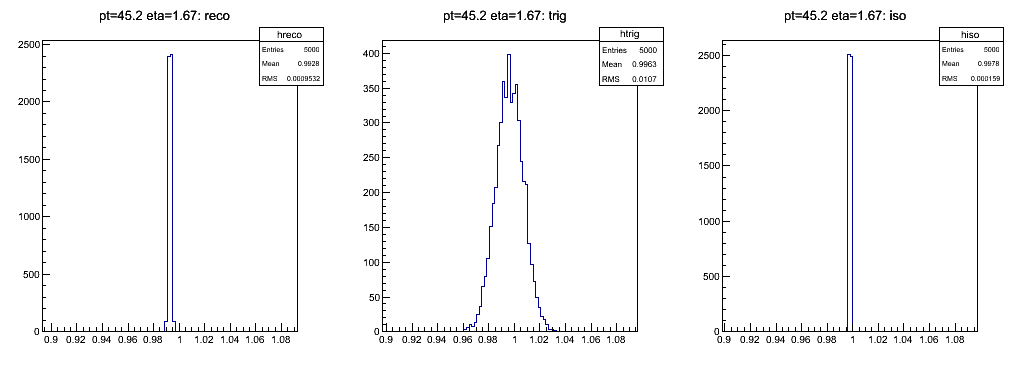 pt=45.2 eta=1.67: reco
hreco
Entries 5000
Mean 0.9928
RMS 0.0009532
2500
2000
1500
1000
500
0
0.9 0.92 0.94 0.96 0.98 1 1.02 1.04 1.06 1.08
pt=45.2 eta=1.67: trig
htrig
Entries 5000
Mean 0.9963
RMS 0.0107
400
350
300
250
200
150
100
50
0
0.9 0.92 0.94 0.96 0.98 1 1.02 1.04 1.06 1.08
pt=45.2 eta=1.67: iso
hiso
Entries 5000
Mean 0.9978
RMS 0.000159
2500
2000
1500
1000
500
0
0.9 0.92 0.94 0.96 0.98 1 1.02 1.04 1.06 1.08